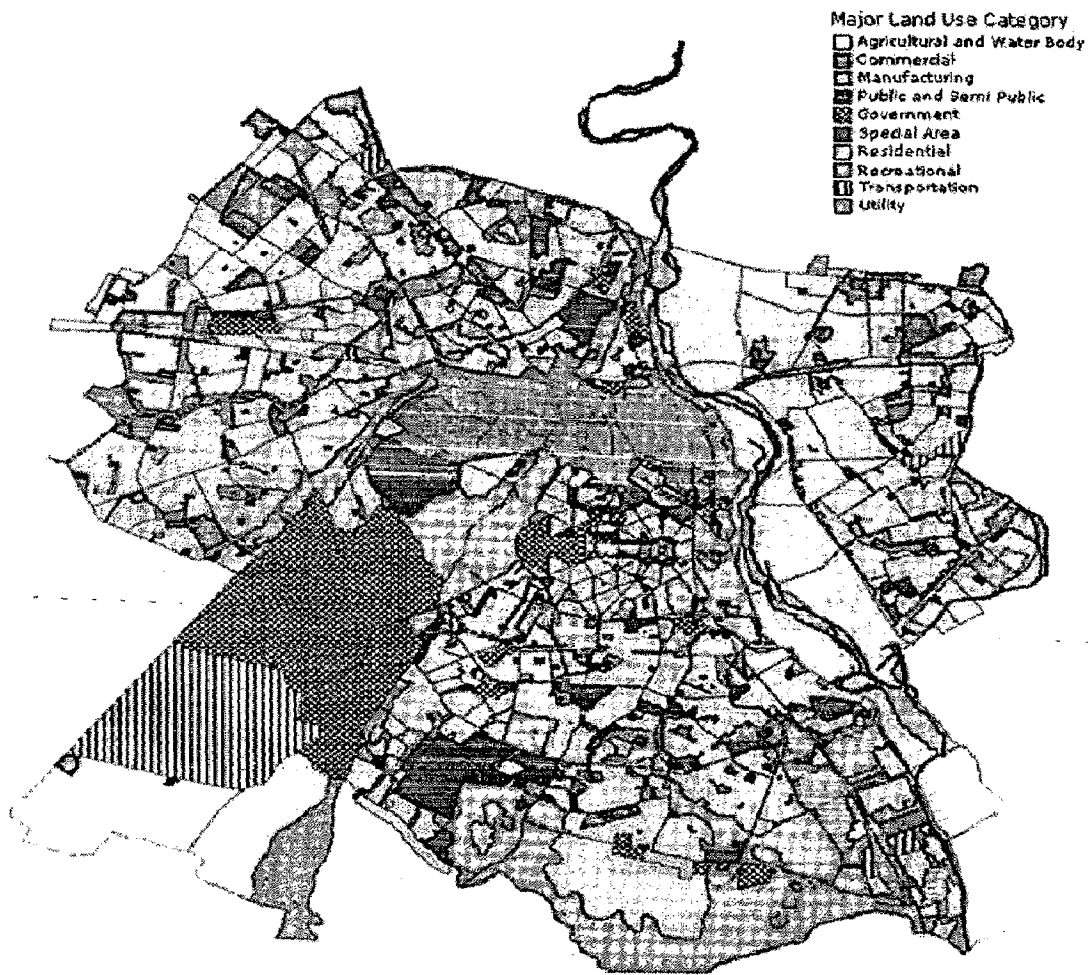 Major Land Use Category
Agricultural and Water Body
Commercial
Manufacturing
Public and Semi Public
Government
Special Area
Residential
Recreational
Transportation
Utility